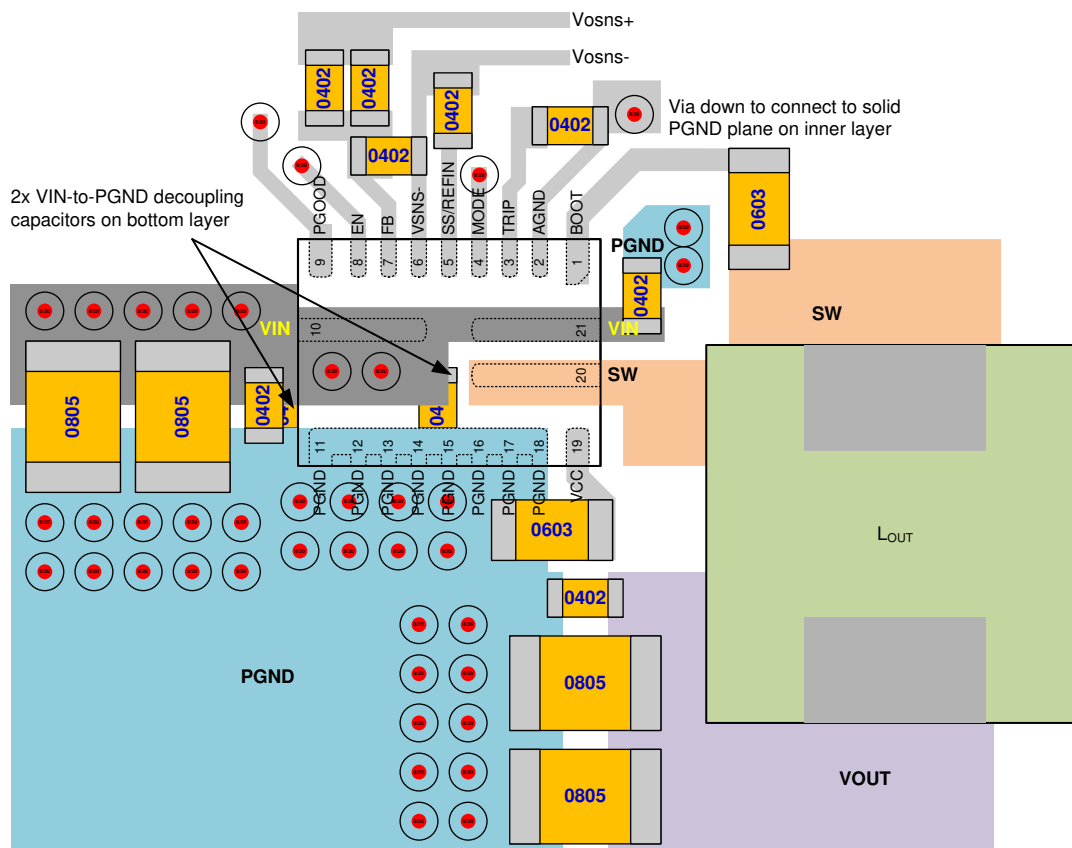 Vosns+
Vosns-
Via down to connect to solid
PGND plane on inner layer
2x VIN-to-PGND decoupling
capacitors on bottom layer
0402
0402
0402
0402
0402
0603
PGOOD
EN
FB
VSNS-
SS/REFIN
MODE
TRIP
AGND
BOOT
PGND
9
8
7
6
5
4
3
2
1
0402
SW
VIN
10
21
VIN
20
SW
0805
0805
0402
04
04
11
12
13
14
15
16
17
18
19
PGND
PGND
PGND
PGND
PGND
PGND
PGND
PGND
VCC
0603
LOUT
0402
PGND
0805
VOUT
0805